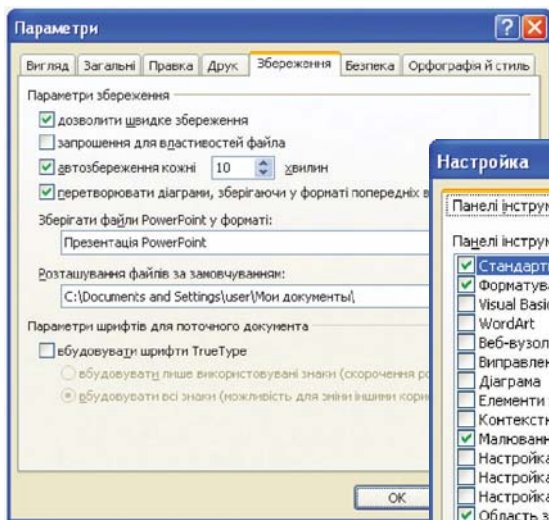 Параметри
Вигляд Загальні Правка Друк Збереження Безпека Орфографія й стиль
Параметри збереження
дозволити швидке збереження
запрошення для властивостей файла
автозбереження кожні 10 хвилин
перетворювати діаграми, зберігаючи у форматі попередніх в
Зберігати файли PowerPoint у форматі:
Презентація PowerPoint
Розташування файлів за замовчуванням:
C:\Documents and Settings\user\Мои документы\
Параметри шрифтів для поточного документа
вбудовувати шрифти TrueType
вбудовувати лише використовувані знаки (скорочення ро
вбудовувати всі знаки (можливість для зміни іншими кори
ОК
Настройка
Панелі інструм
Панелі інструм
Стандартн
Форматува
Visual Basic
WordArt
Веб-вузол
Виправлен
Діаграма
Елементи
Контекстн
Малюванн
Настройка
Настройка
Настройка
Область з